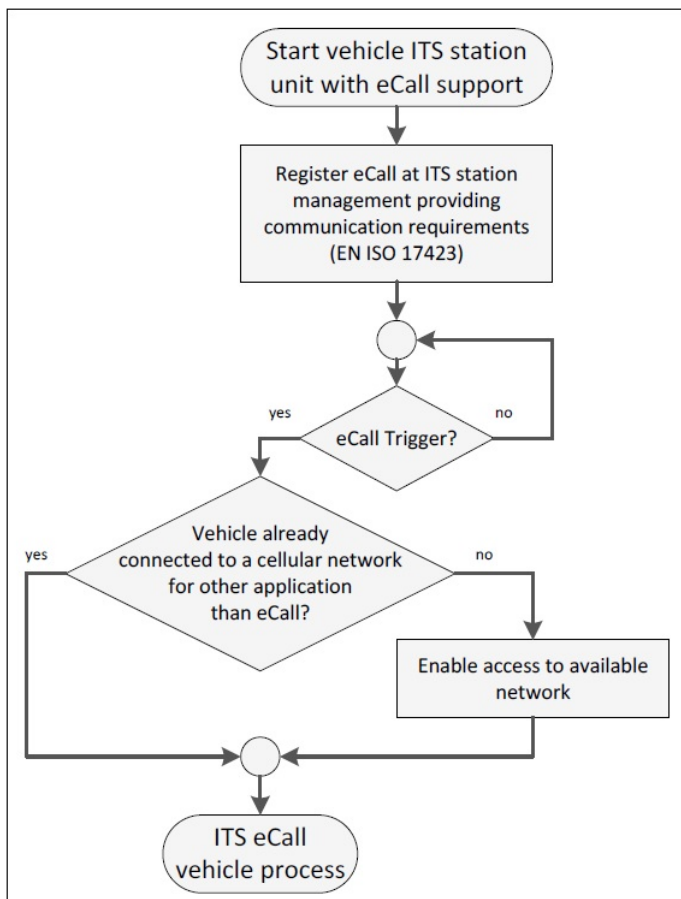 Start vehicle ITS station
unit with eCall support
Register eCall at ITS station
management providing
communication requirements
(EN ISO 17423)
yes
no
eCall Trigger?
Vehicle already
connected to a cellular network
for other application
than eCall?
yes
no
Enable access to available
network
ITS eCall
vehicle process